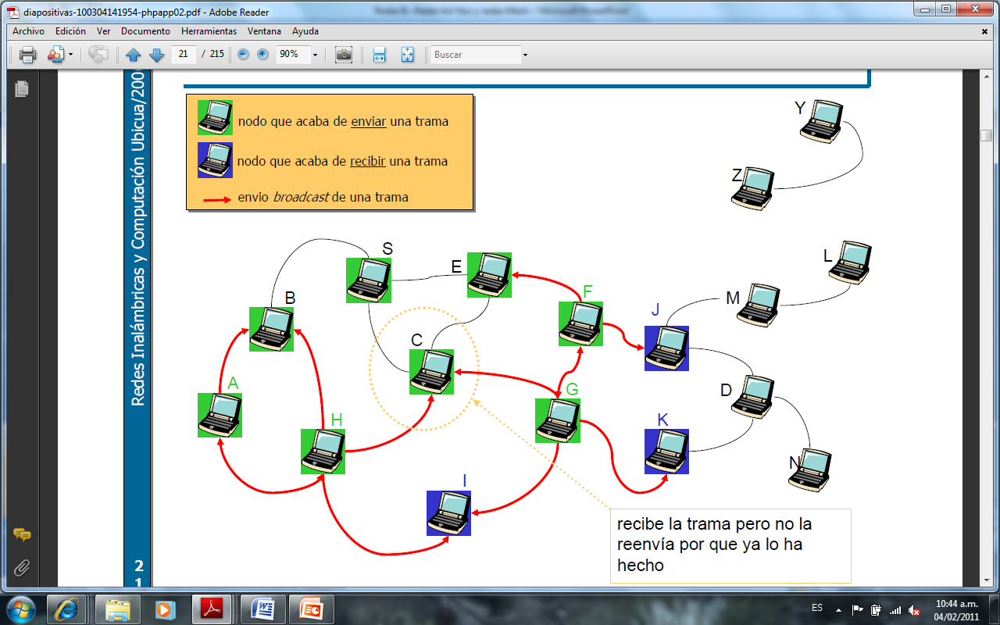 diapositivas-100304141954-phpapp02.pdf - Adobe Reader
Archivo Edición Ver Documento Herramientas Ventana Ayuda
21 / 215 90% Buscar
Redes Inalámbricas y Computación Ubicua/200
nodo que acaba de enviar una trama
nodo que acaba de recibir una trama
envio broadcast de una trama
Y
Z
S
E
L
B
F
M
J
C
A
G
D
H
K
N
I
recibe la trama pero no la
reenvía por que ya lo ha
hecho
2
1
ES
10:44 a.m.
04/02/2011